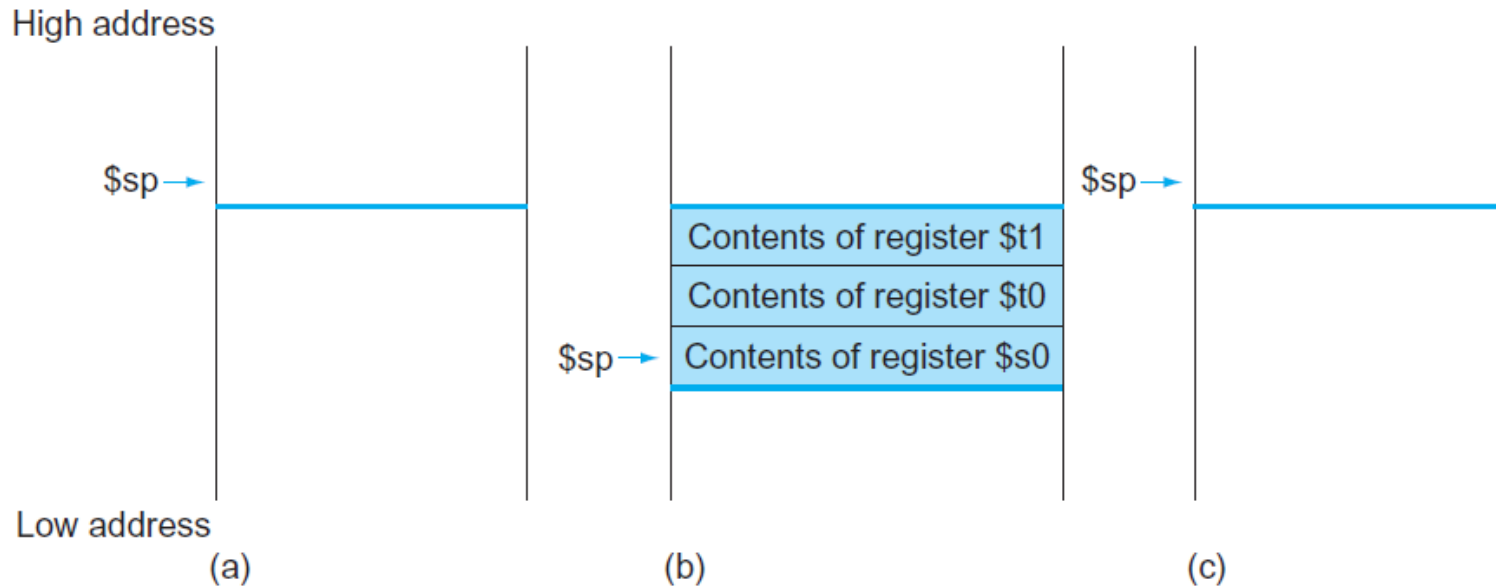 High address
$sp
$sp
Contents of register $t1
Contents of register $t0
$sp
Contents of register $s0
Low address
(a)
(b)
(c)